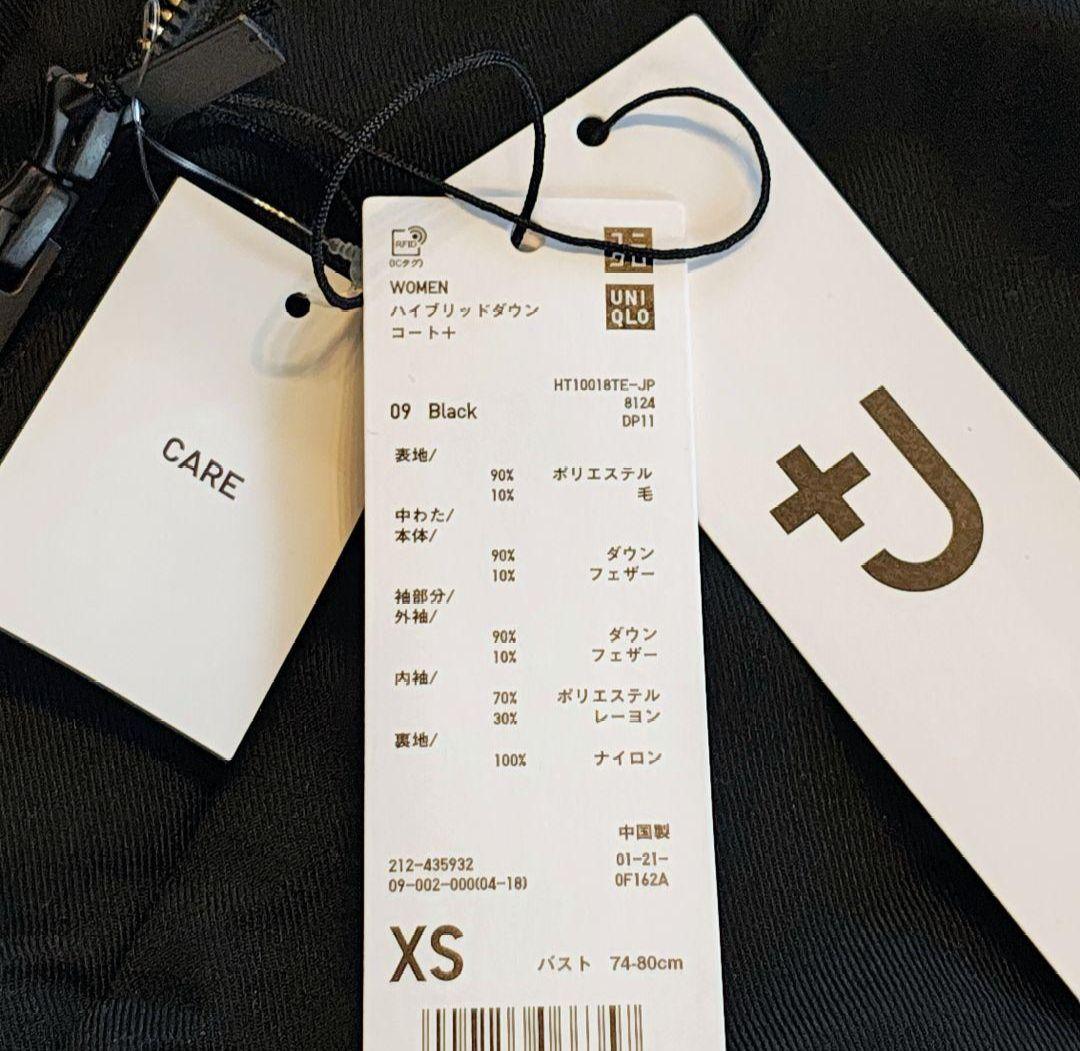 CARE
RFID
(ICタグ)
ユニ
クロ
UNI
QLO
WOMEN
ハイブリッドダウン
コート+
HT10018TE-JP
8124
DP11
09 Black
表地/
90% ポリエステル
10% 毛
中わた/
本体/
90% ダウン
10% フェザー
袖部分/
外袖/
90% ダウン
10% フェザー
内袖/
70% ポリエステル
30% レーヨン
裏地/
100% ナイロン
中国製
212-435932 01-21-
09-002-000(04-18) 0F162A
XS バスト 74-80cm
+J